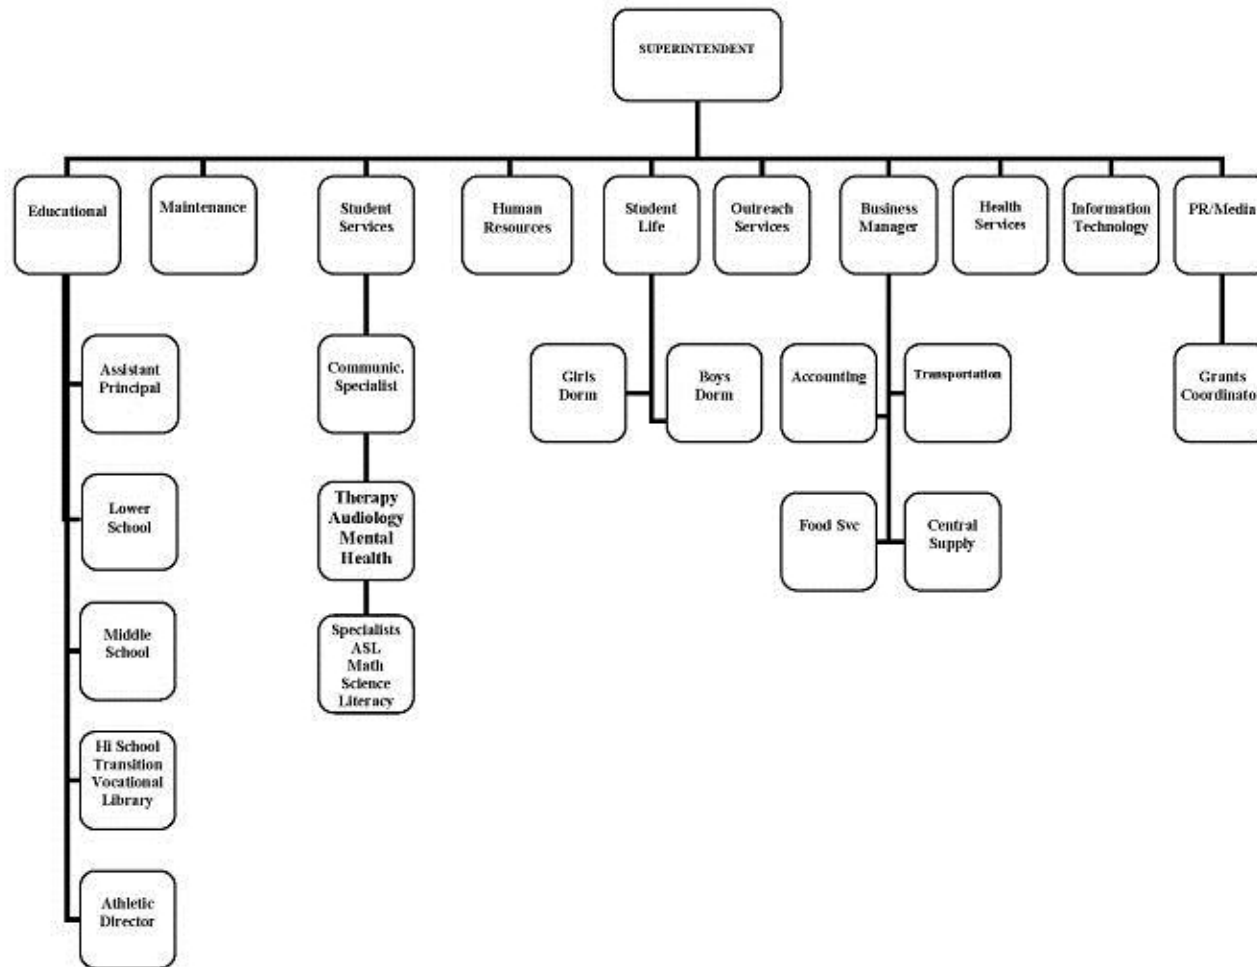 SUPERINTENDENT
Educational
Maintenance
Student
Services
Human
Resources
Student
Life
Outreach
Services
Business
Manager
Health
Services
Information
Technology
PR/Media
Assistant
Principal
Communic.
Specialist
Girls
Dorm
Boys
Dorm
Accounting
Transportation
Grants
Coordinato
Lower
School
Therapy
Audiology
Mental
Health
Food Svc
Central
Supply
Middle
School
Specialists
ASL
Math
Science
Literacy
Hi School
Transition
Vocational
Library
Athletic
Director